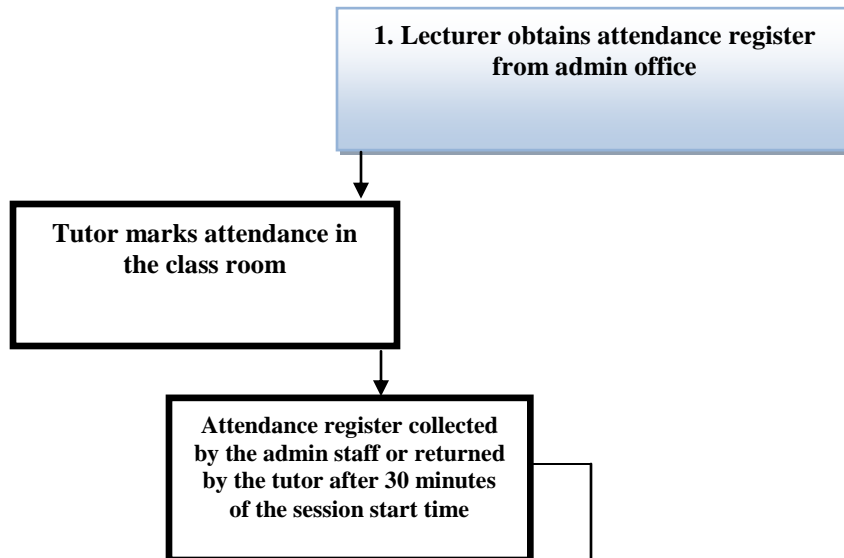 1. Lecturer obtains attendance register
from admin office
Tutor marks attendance in
the class room
Attendance register collected
by the admin staff or returned
by the tutor after 30 minutes
of the session start time